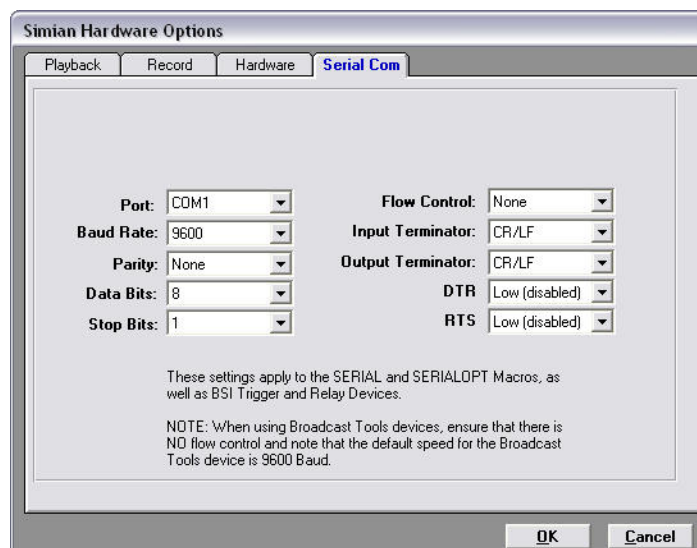 Simian Hardware Options
Playback Record Hardware Serial Com
Port: COM1 Flow Control: None
Baud Rate: 9600 Input Terminator: CR/LF
Parity: None Output Terminator: CR/LF
Data Bits: 8 DTR Low (disabled)
Stop Bits: 1 RTS Low (disabled)
These settings apply to the SERIAL and SERIALOPT Macros, as
well as BSI Trigger and Relay Devices.
NOTE: When using Broadcast Tools devices, ensure that there is
NO flow control and note that the default speed for the Broadcast
Tools device is 9600 Baud.
OK Cancel